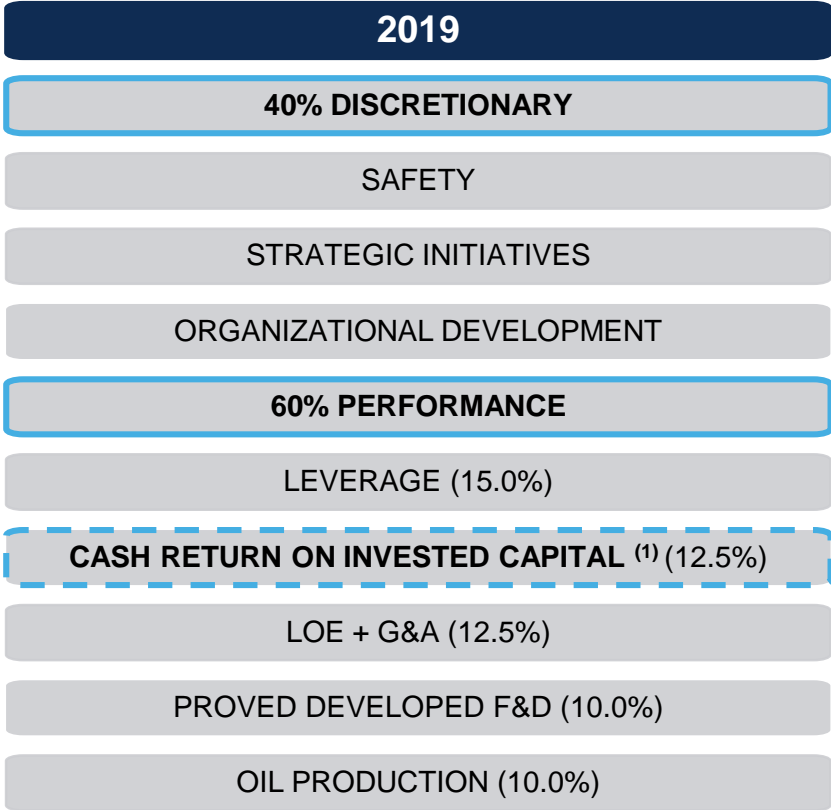 2019
40% DISCRETIONARY
SAFETY
STRATEGIC INITIATIVES
ORGANIZATIONAL DEVELOPMENT
60% PERFORMANCE
LEVERAGE (15.0%)
CASH RETURN ON INVESTED CAPITAL (1) (12.5%)
LOE + G&A (12.5%)
PROVED DEVELOPED F&D (10.0%)
OIL PRODUCTION (10.0%)